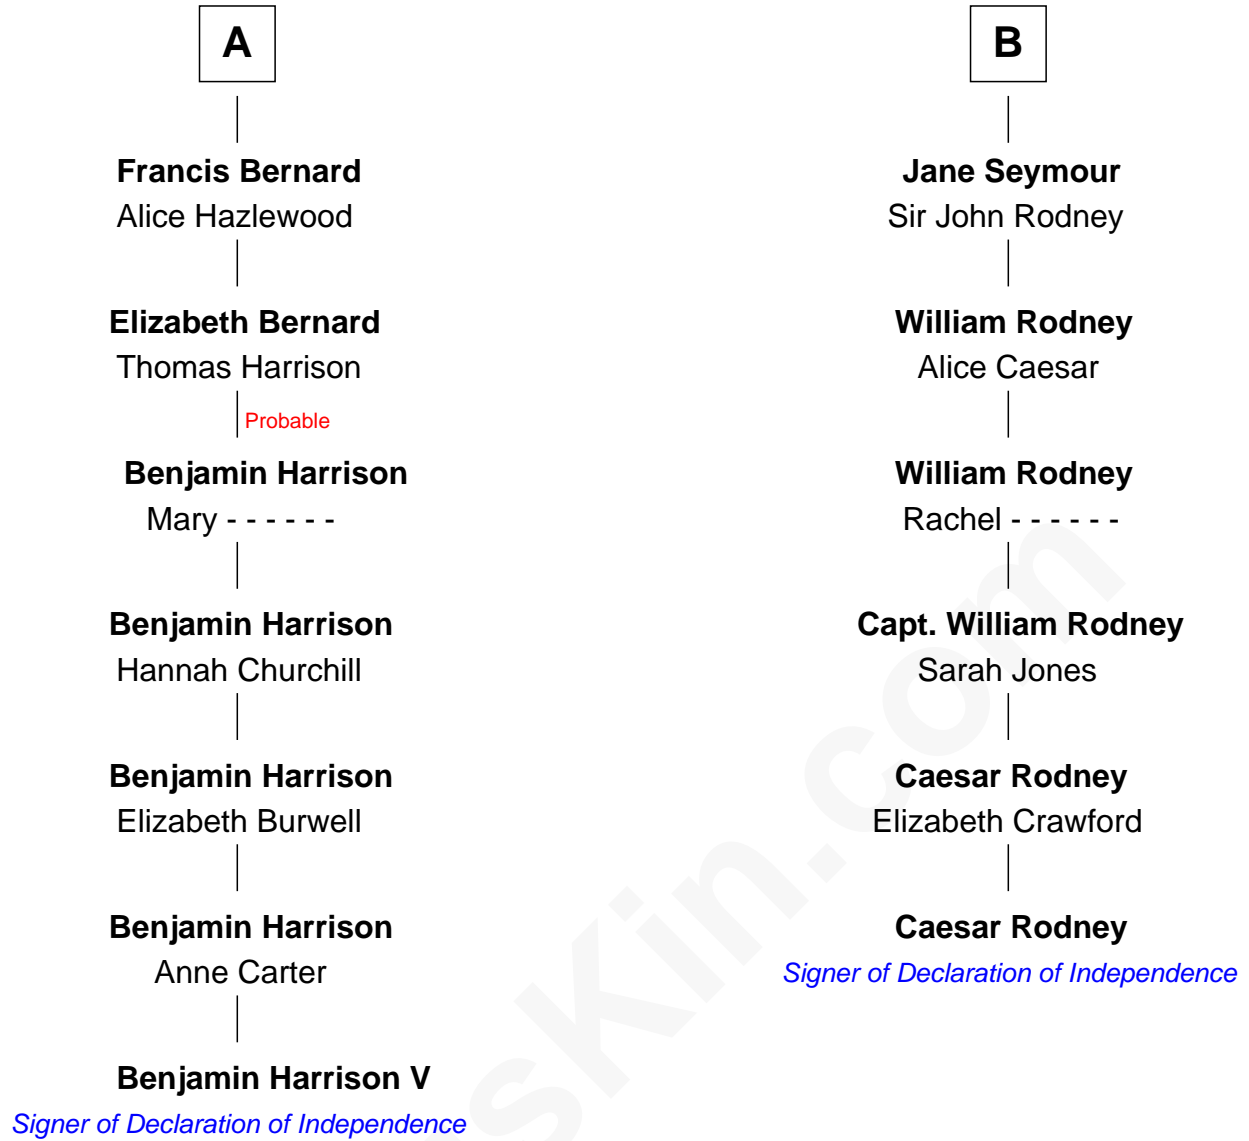 A
Francis Bernard
Alice Hazlewood
Elizabeth Bernard
Thomas Harrison
Probable
Benjamin Harrison
Mary - - - - - -
Benjamin Harrison
Hannah Churchill
Benjamin Harrison
Elizabeth Burwell
Benjamin Harrison
Anne Carter
Benjamin Harrison V
Signer of Declaration of Independence
B
Jane Seymour
Sir John Rodney
William Rodney
Alice Caesar
William Rodney
Rachel - - - - - -
Capt. William Rodney
Sarah Jones
Caesar Rodney
Elizabeth Crawford
Caesar Rodney
Signer of Declaration of Independence
sKin.com